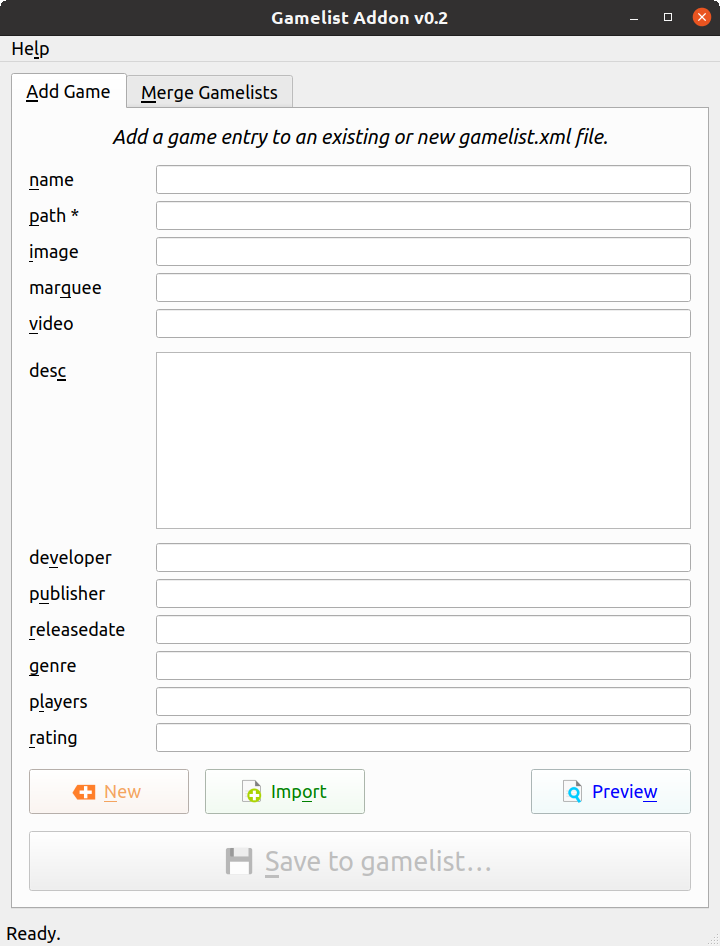 Gamelist Addon v0.2
Help
Add Game Merge Gamelists
Add a game entry to an existing or new gamelist.xml file.
name
path *
image
marquee
video
desc
developer
publisher
releasedate
genre
players
rating
New Import Preview
Save to gamelist...
Ready.